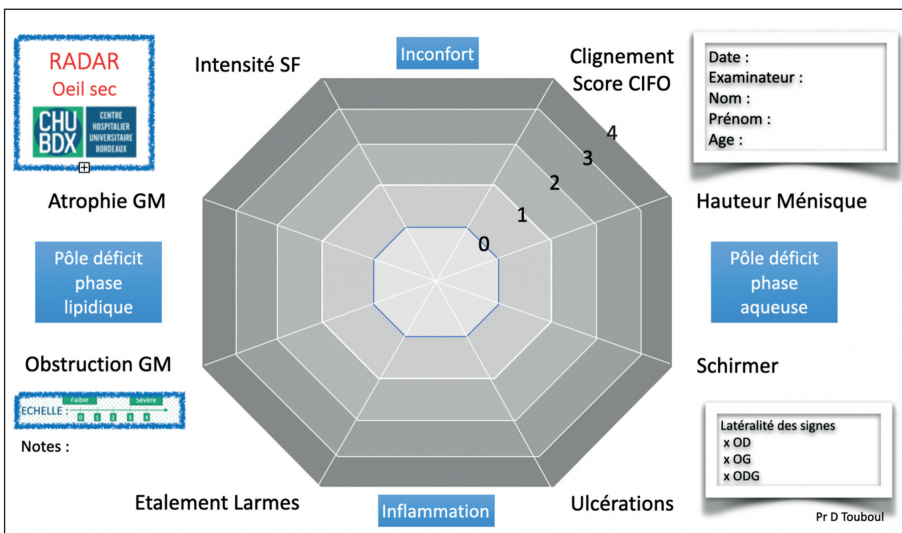 RADAR
Oeil sec
CHU
BDX
CENTRE
HOSPITALIER
UNIVERSITAIRE
BORDEAUX
Intensité SF
Inconfort
Clignement
Score CIFO
Date :
Examinateur :
Nom :
Prénom :
Age :
4
3
2
1
0
Atrophie GM
Hauteur Ménisque
Pôle déficit
phase
lipidique
Pôle déficit
phase
aqueuse
Obstruction GM
Schirmer
Faible
Sévère
ECHELLE :
0 1 2 3 4
Notes :
Latéralité des signes
x OD
x OG
x ODG
Etalement Larmes
Inflammation
Ulcérations
Pr D Touboul